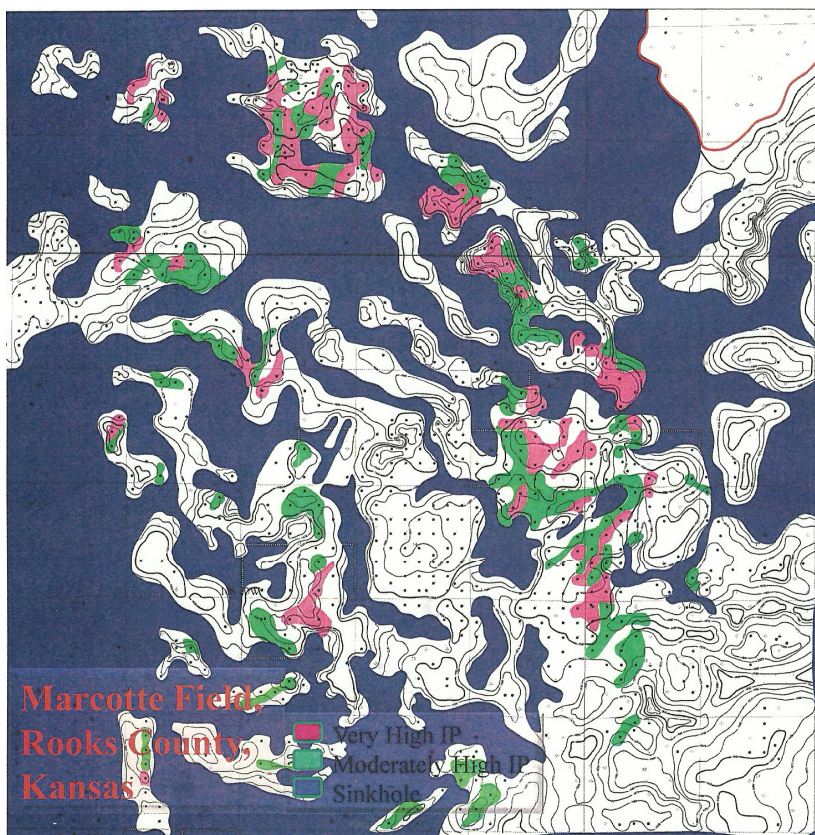 Marcotte Field,
Rooks County,
Kansas
Very High IP
Moderately High IP
Sinkhole